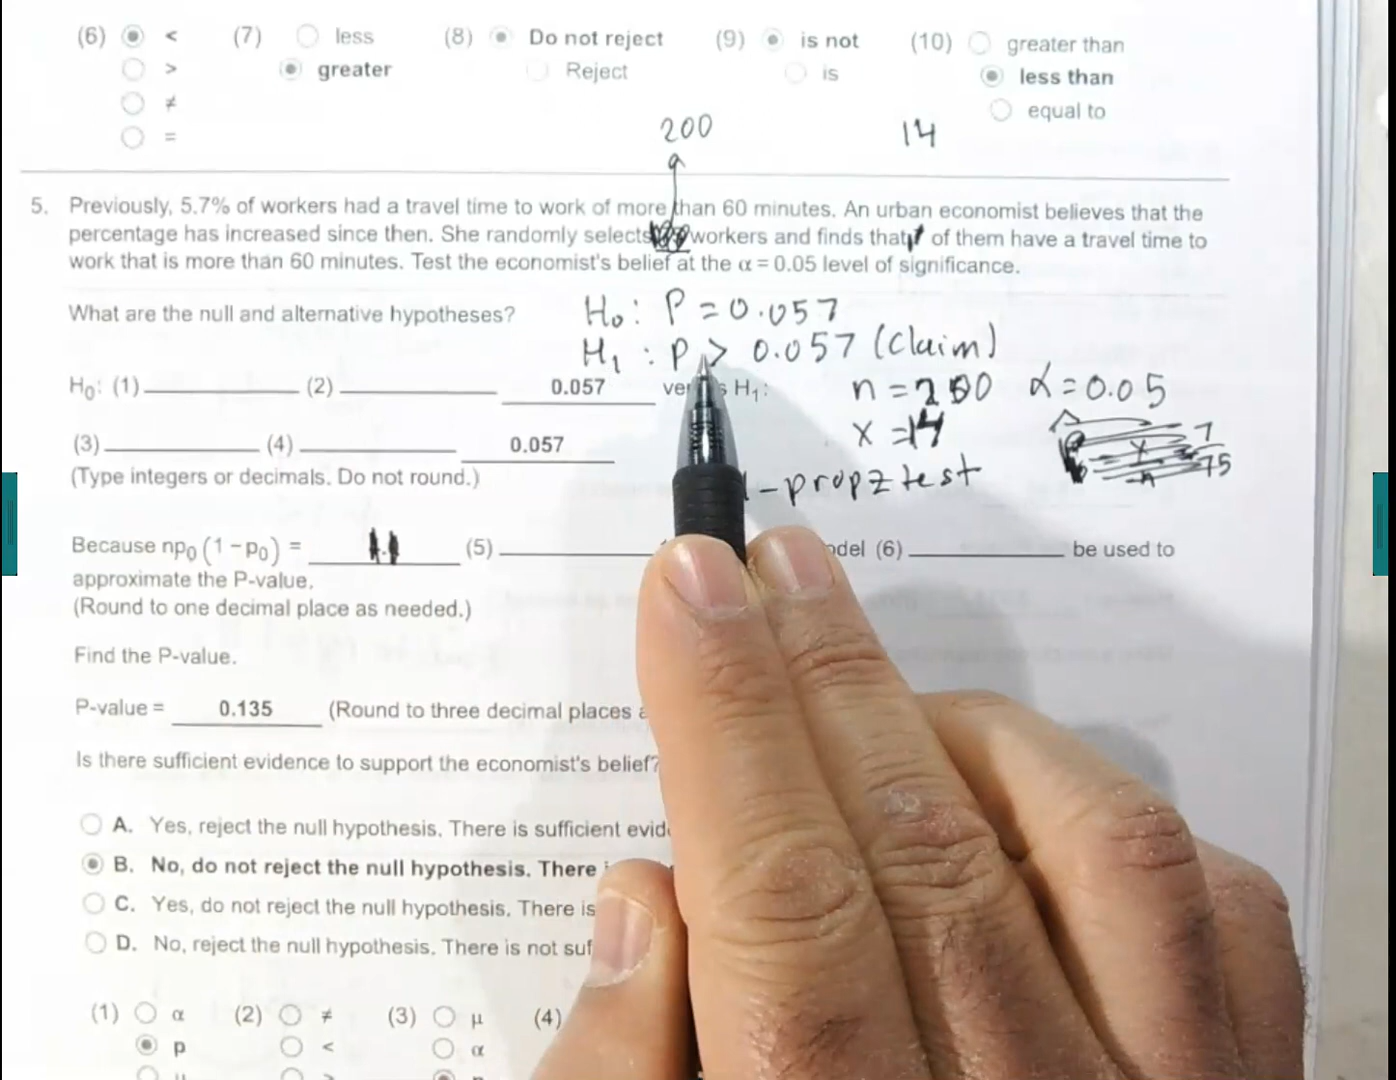 (6) < (7) less (8) Do not reject (9) is not (10) greater than
> greater Reject is less than
≠ equal to
=
200 14
5. Previously, 5.7% of workers had a travel time to work of more than 60 minutes. An urban economist believes that the
percentage has increased since then. She randomly selects workers and finds that of them have a travel time to
work that is more than 60 minutes. Test the economist's belief at the α = 0.05 level of significance.
What are the null and alternative hypotheses? H₀: P = 0.057
H₁ : P > 0.057 (claim)
H₀: (1) (2) 0.057 H₁: n = 200 α = 0.05
x = 14
(3) (4) 0.057 7
(Type integers or decimals. Do not round.) 1-propztest 75
Because np₀ (1 − p₀) = (5) (6) be used to
approximate the P-value.
(Round to one decimal place as needed.)
Find the P-value.
P-value = 0.135 (Round to three decimal places
Is there sufficient evidence to support the economist's belief?
A. Yes, reject the null hypothesis. There is sufficient
B. No, do not reject the null hypothesis. There
C. Yes, do not reject the null hypothesis. There is
D. No, reject the null hypothesis. There is not
(1) α (2) ≠ (3) μ (4)
p < α